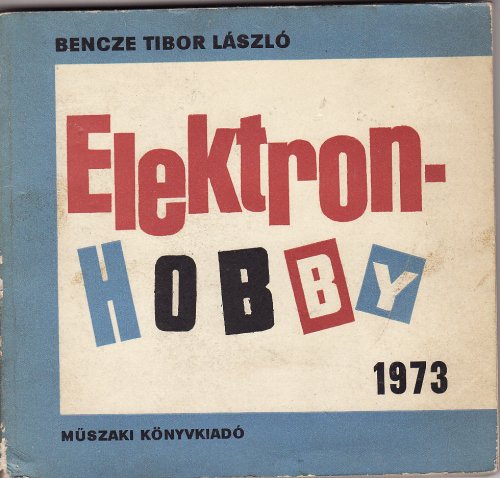 BENCZE TIBOR LÁSZLÓ
Elektron-
HOBBY
1973
MŰSZAKI KÖNYVKIADÓ